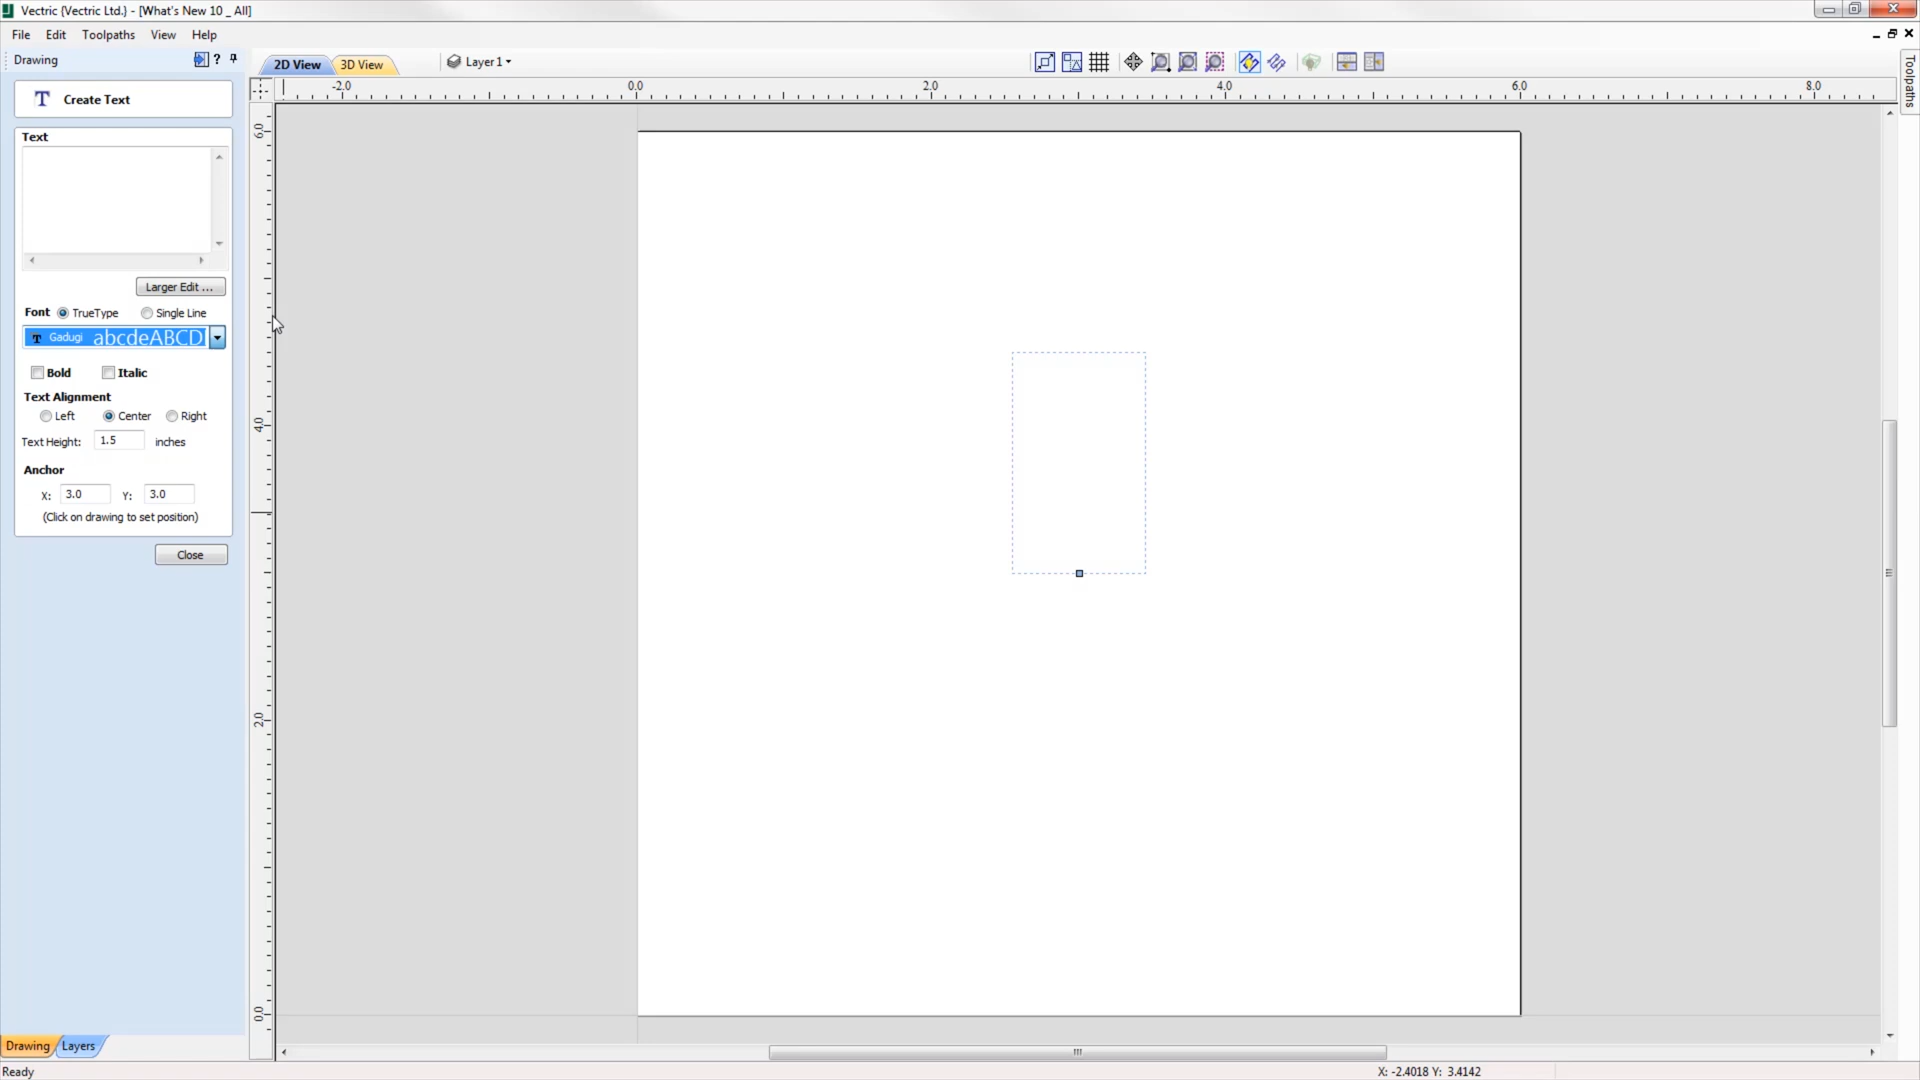 Vectric {Vectric Ltd.} - [What's New 10 _ All]
File Edit Toolpaths View Help
Drawing ?
2D View 3D View Layer 1
Toolpaths
T Create Text
-2.0 0.0 2.0 4.0 6.0 8.0
6.0
4.0
2.0
0.0
Text
Larger Edit ...
Font TrueType Single Line
T Gadugi abcdeABCD
Bold Italic
Text Alignment
Left Center Right
Text Height: 1.5 inches
Anchor
X: 3.0 Y: 3.0
(Click on drawing to set position)
Close
Drawing Layers
Ready X: -2.4018 Y: 3.4142